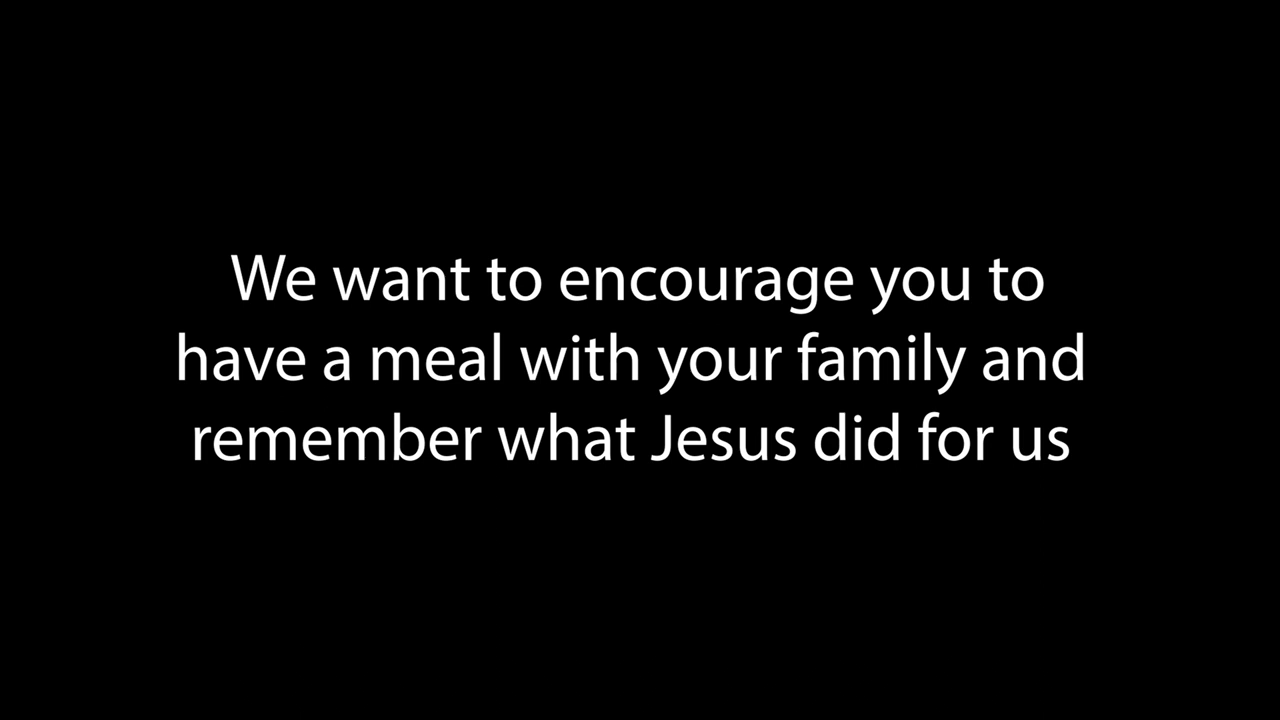 We want to encourage you to
have a meal with your family and
remember what Jesus did for us